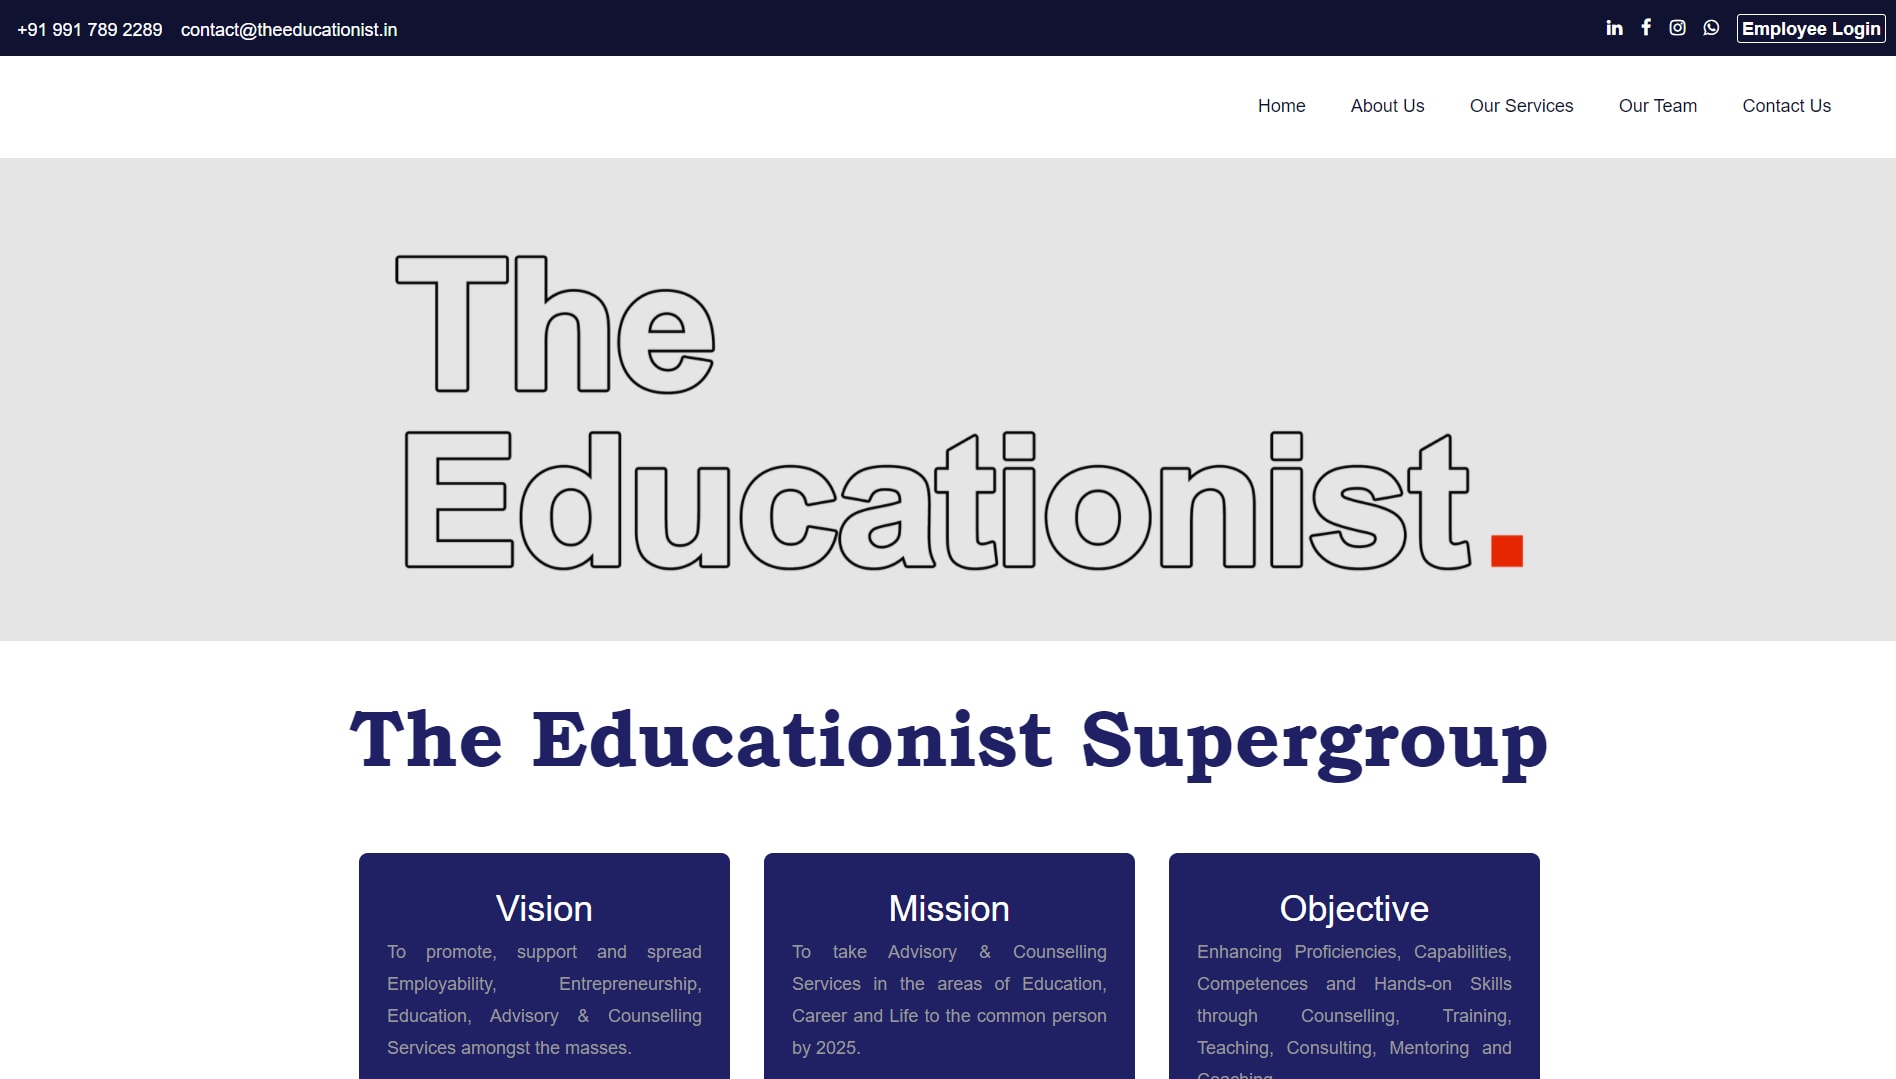 +91 991 789 2289 contact@theeducationist.in Employee Login
Home About Us Our Services Our Team Contact Us
The
Educationist.
The Educationist Supergroup
Vision
To promote, support and spread
Employability, Entrepreneurship,
Education, Advisory & Counselling
Services amongst the masses.
Mission
To take Advisory & Counselling
Services in the areas of Education,
Career and Life to the common person
by 2025.
Objective
Enhancing Proficiencies, Capabilities,
Competences and Hands-on Skills
through Counselling, Training,
Teaching, Consulting, Mentoring and
Coaching